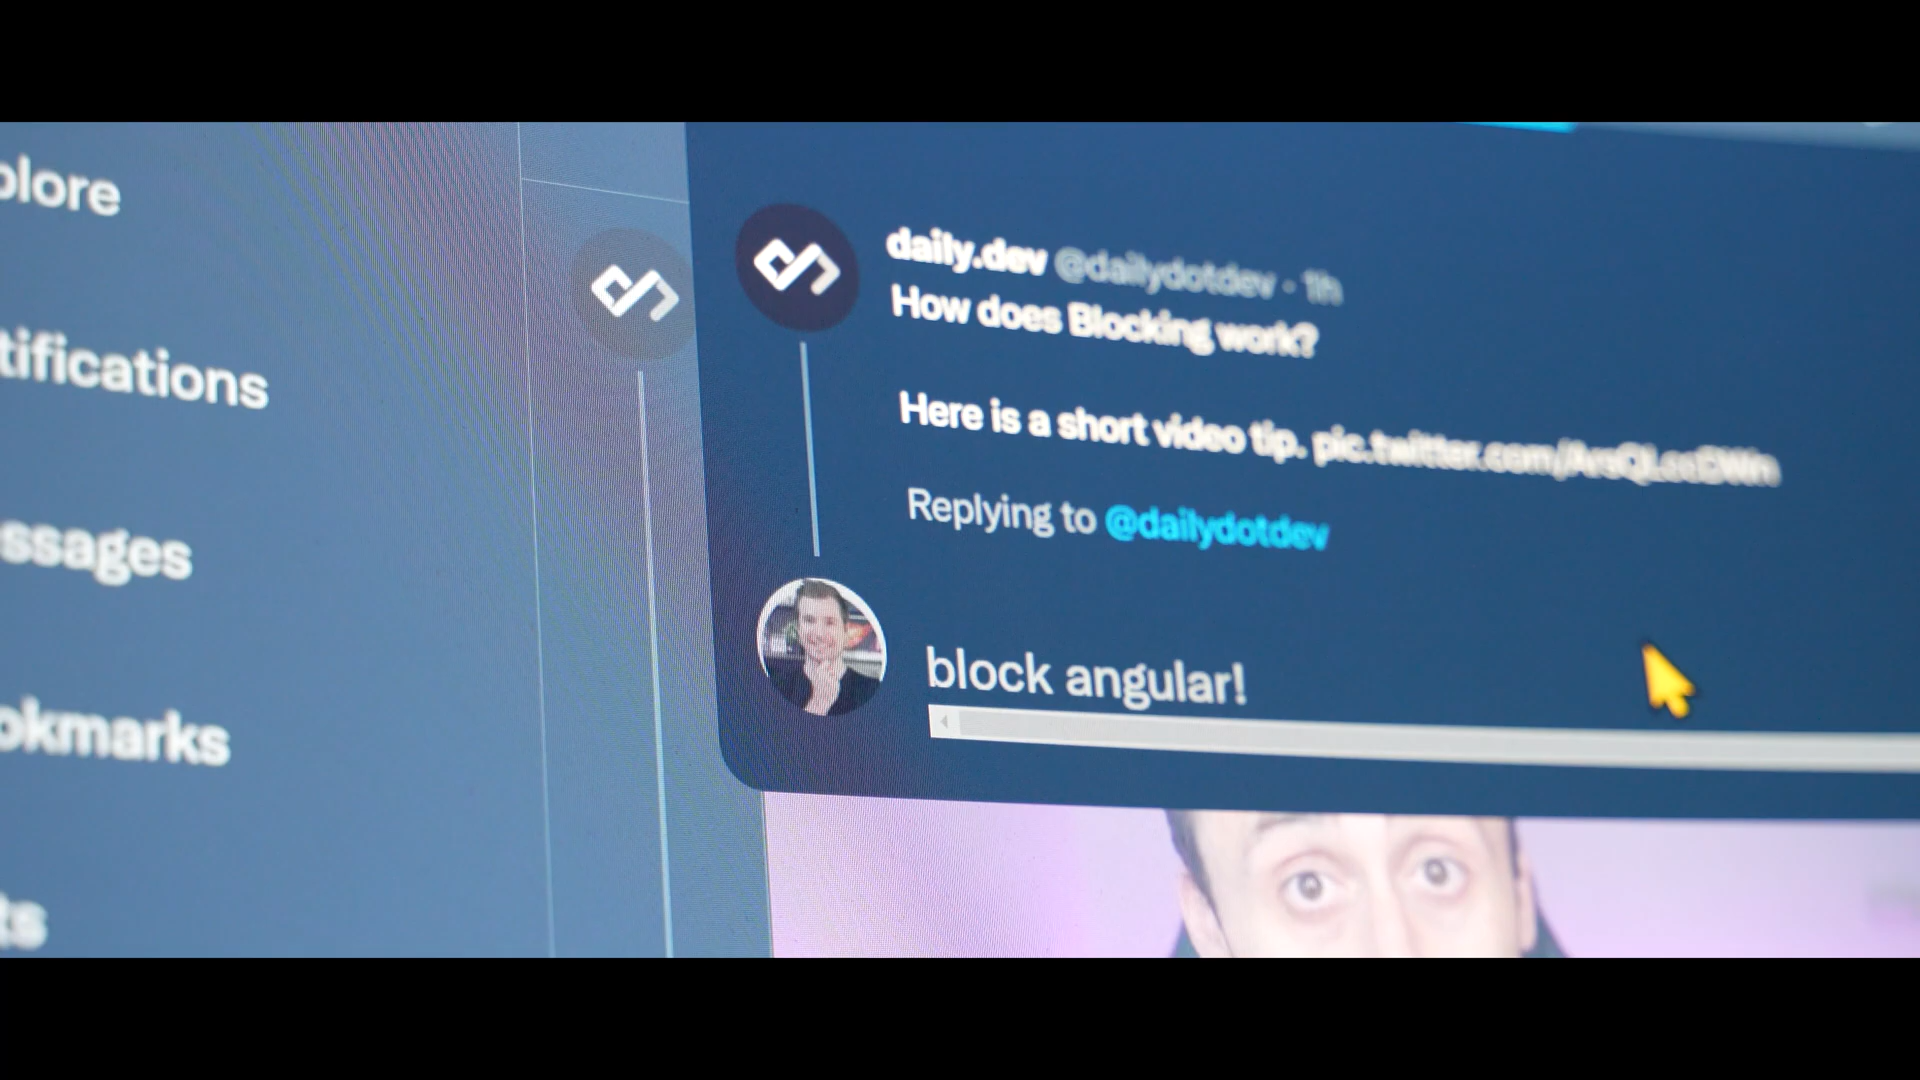 plore
tifications
ssages
okmarks
ts
daily.dev @dailydotdev · 1h
How does Blocking work?
Here is a short video tip.
Replying to @dailydotdev
block angular!